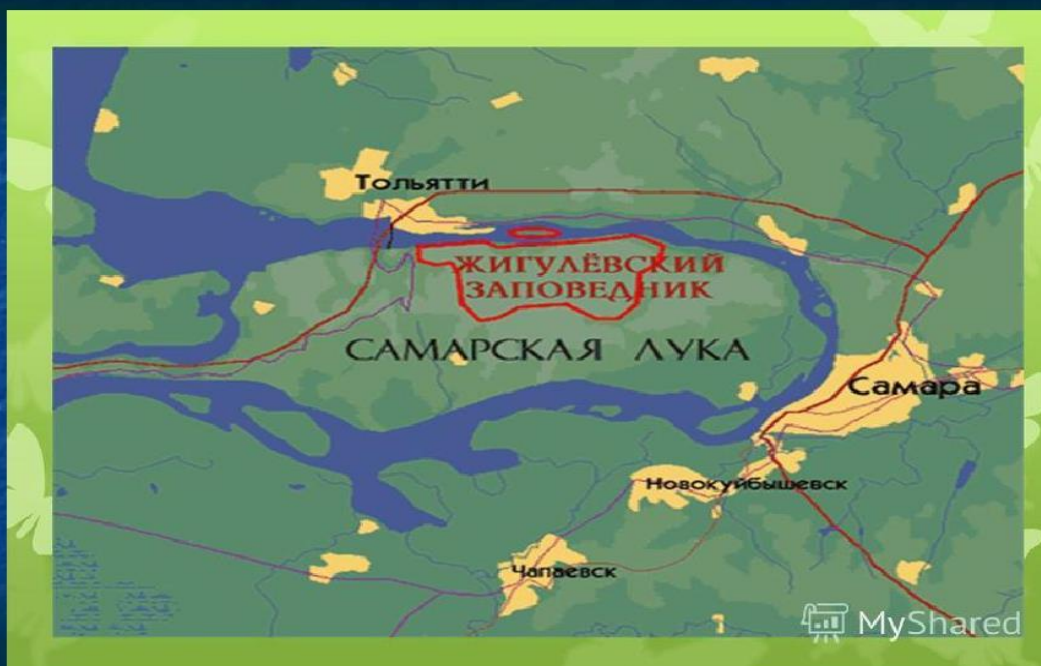 Тольятти
ЖИГУЛЁВСКИЙ
ЗАПОВЕДНИК
САМАРСКАЯ ЛУКА
Самара
Новокуйбышевск
Чапаевск
MyShared